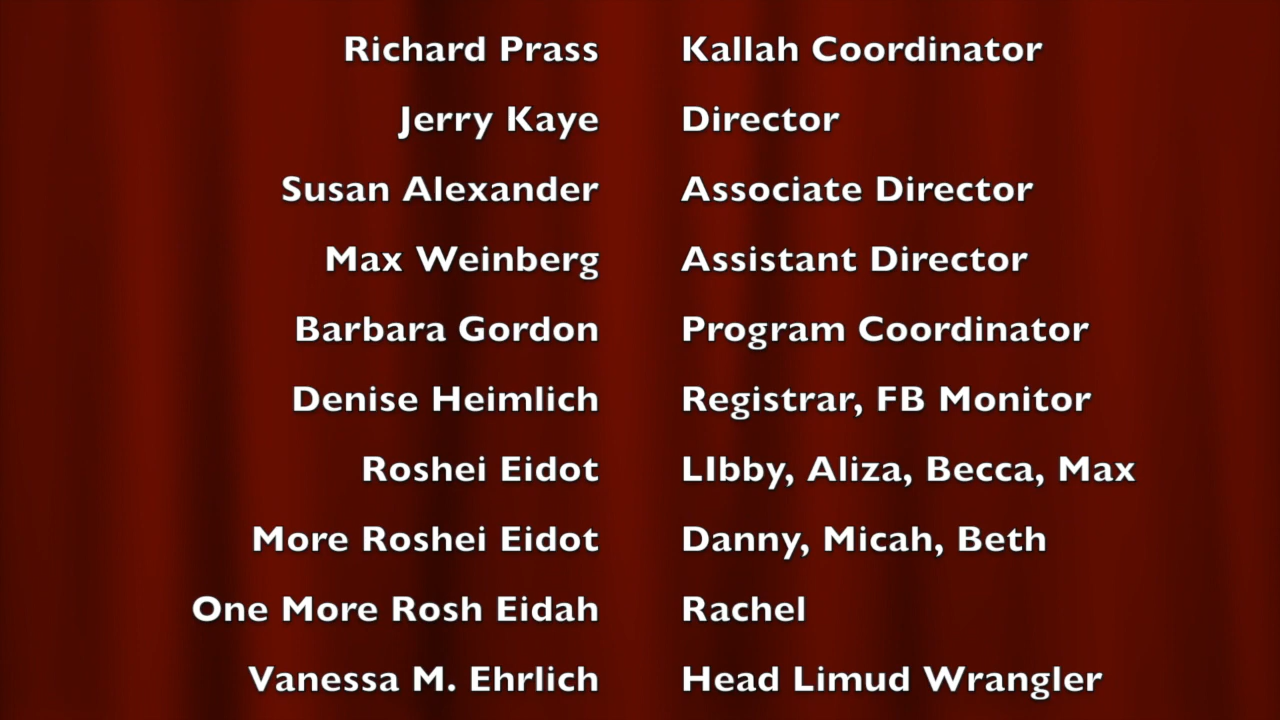 Richard Prass Kallah Coordinator
Jerry Kaye Director
Susan Alexander Associate Director
Max Weinberg Assistant Director
Barbara Gordon Program Coordinator
Denise Heimlich Registrar, FB Monitor
Roshei Eidot LIbby, Aliza, Becca, Max
More Roshei Eidot Danny, Micah, Beth
One More Rosh Eidah Rachel
Vanessa M. Ehrlich Head Limud Wrangler